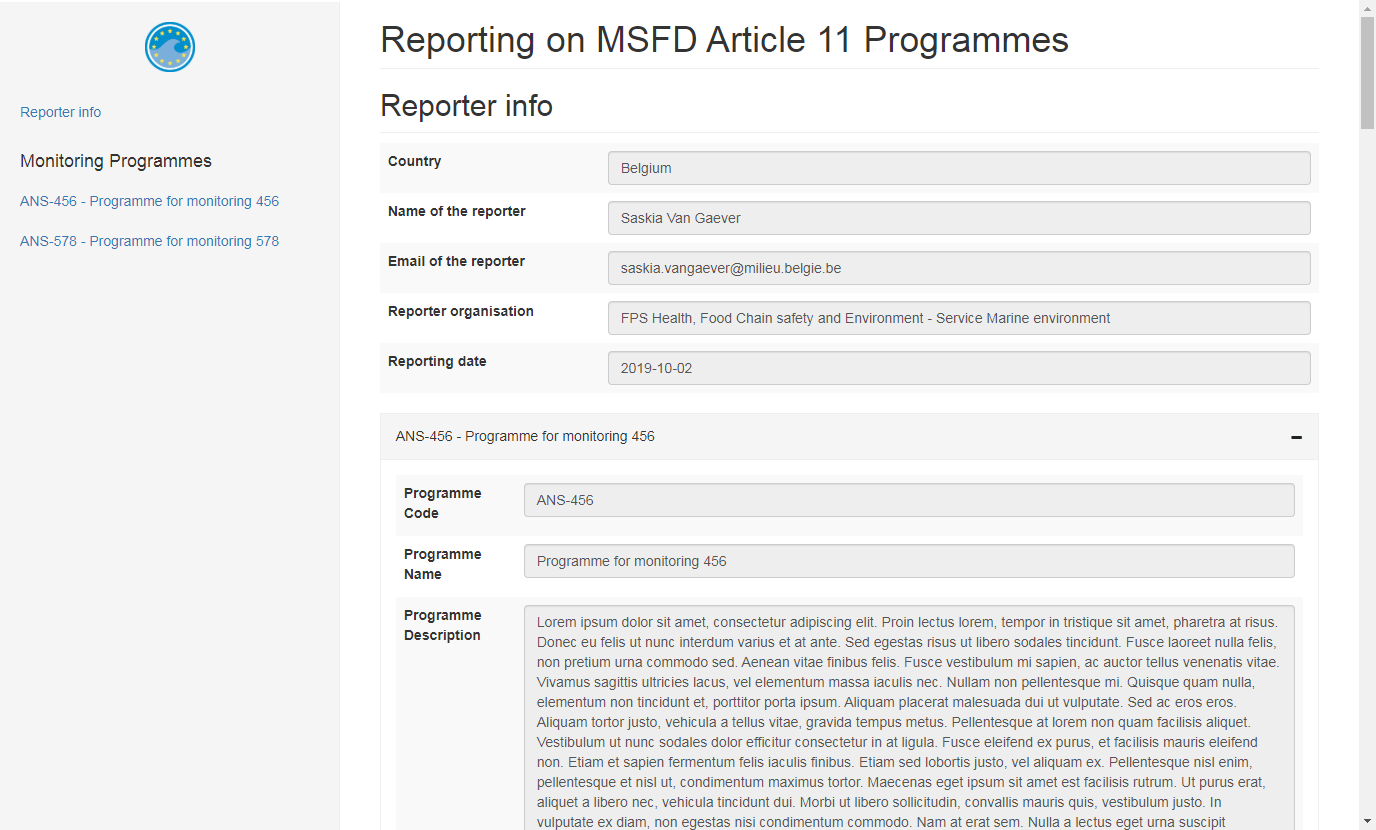 Reporter info
Monitoring Programmes
ANS-456 - Programme for monitoring 456
ANS-578 - Programme for monitoring 578
Reporting on MSFD Article 11 Programmes
Reporter info
Country
Belgium
Name of the reporter
Saskia Van Gaever
Email of the reporter
saskia.vangaever@milieu.belgie.be
Reporter organisation
FPS Health, Food Chain safety and Environment - Service Marine environment
Reporting date
2019-10-02
ANS-456 - Programme for monitoring 456
Programme
Code
ANS-456
Programme
Name
Programme for monitoring 456
Programme
Description
Lorem ipsum dolor sit amet, consectetur adipiscing elit. Proin lectus lorem, tempor in tristique sit amet, pharetra at risus.
Donec eu felis ut nunc interdum varius et at ante. Sed egestas risus ut libero sodales tincidunt. Fusce laoreet nulla felis,
non pretium urna commodo sed. Aenean vitae finibus felis. Fusce vestibulum mi sapien, ac auctor tellus venenatis vitae.
Vivamus sagittis ultricies lacus, vel elementum massa iaculis nec. Nullam non pellentesque mi. Quisque quam nulla,
elementum non tincidunt et, porttitor porta ipsum. Aliquam placerat malesuada dui ut vulputate. Sed ac eros eros.
Aliquam tortor justo, vehicula a tellus vitae, gravida tempus metus. Pellentesque at lorem non quam facilisis aliquet.
Vestibulum ut nunc sodales dolor efficitur consectetur in at ligula. Fusce eleifend ex purus, et facilisis mauris eleifend
non. Etiam et sapien fermentum felis iaculis finibus. Etiam sed lobortis justo, vel aliquam ex. Pellentesque nisl enim,
pellentesque et nisl ut, condimentum maximus tortor. Maecenas eget ipsum sit amet est facilisis rutrum. Ut purus erat,
aliquet a libero nec, vehicula tincidunt dui. Morbi ut libero sollicitudin, convallis mauris quis, vestibulum justo. In
vulputate ex diam, non egestas nisi condimentum commodo. Nam at erat sem. Nulla a lectus eget urna suscipit